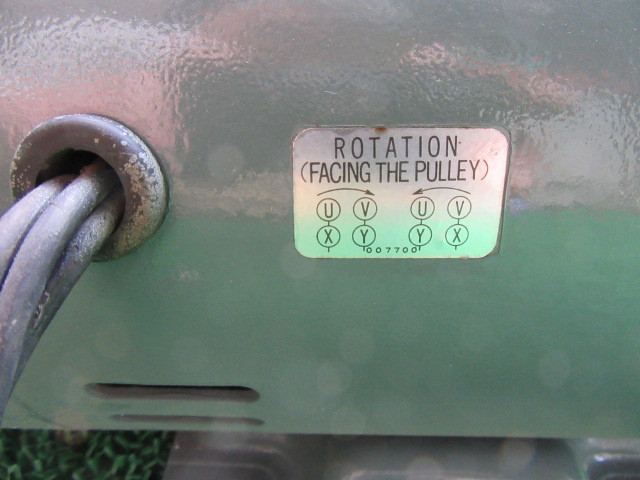 ROTATION
(FACING THE PULLEY)
U V U V
X Y Y X
007700